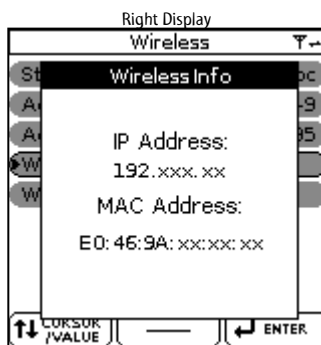 Right Display
Wireless
Wireless Info
IP Address:
192.xxx.xx
MAC Address:
E0:46:9A:xx:xx:xx
CURSOR
/VALUE
ENTER